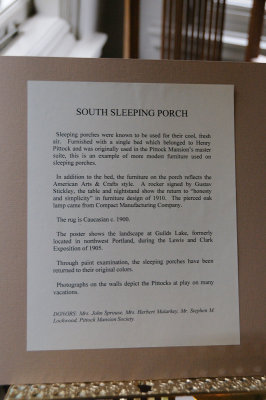 SOUTH SLEEPING PORCH
Sleeping porches were known to be used for their cool, fresh
air. Furnished with a single bed which belonged to Henry
Pittock and was originally used in the Pittock Mansion's master
suite, this is an example of more modest furniture used on
sleeping porches.
In addition to the bed, the furniture on the porch reflects the
American Arts & Crafts style. A rocker signed by Gustav
Stickley, the table and nightstand show the return to "honesty
and simplicity" in furniture design of 1910. The pierced oak
lamp came from Compact Manufacturing Company.
The rug is Caucasian c. 1900.
The poster shows the landscape at Guilds Lake, formerly
located in northwest Portland, during the Lewis and Clark
Exposition of 1905.
Through paint examination, the sleeping porches have been
returned to their original colors.
Photographs on the walls depict the Pittocks at play on many
vacations.
DONORS: Mrs. John Sprouse, Mrs. Herbert Malarkey, Mr. Stephen M.
Lockwood, Pittock Mansion Society.